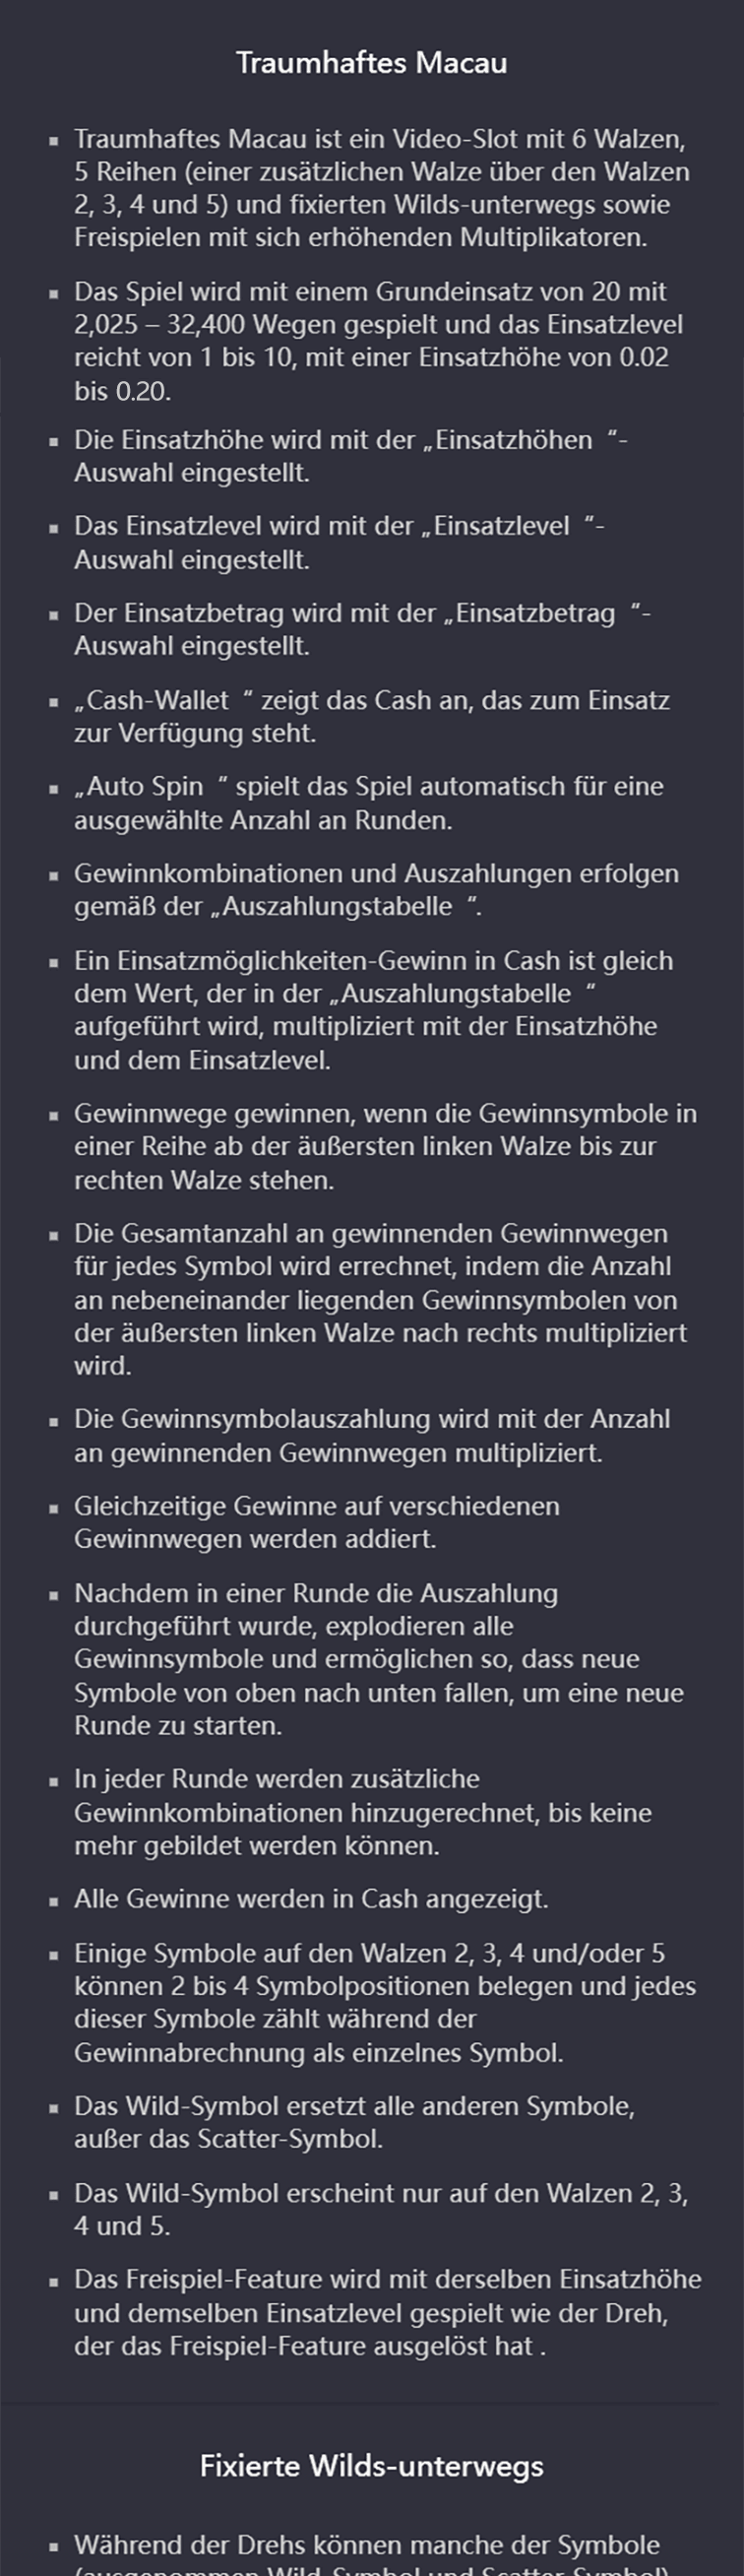 Traumhaftes Macau
▪ Traumhaftes Macau ist ein Video-Slot mit 6 Walzen,
5 Reihen (einer zusätzlichen Walze über den Walzen
2, 3, 4 und 5) und fixierten Wilds-unterwegs sowie
Freispielen mit sich erhöhenden Multiplikatoren.
▪ Das Spiel wird mit einem Grundeinsatz von 20 mit
2,025 – 32,400 Wegen gespielt und das Einsatzlevel
reicht von 1 bis 10, mit einer Einsatzhöhe von 0.02
bis 0.20.
▪ Die Einsatzhöhe wird mit der „Einsatzhöhen “-
Auswahl eingestellt.
▪ Das Einsatzlevel wird mit der „Einsatzlevel “-
Auswahl eingestellt.
▪ Der Einsatzbetrag wird mit der „Einsatzbetrag “-
Auswahl eingestellt.
▪ „Cash-Wallet “ zeigt das Cash an, das zum Einsatz
zur Verfügung steht.
▪ „Auto Spin “ spielt das Spiel automatisch für eine
ausgewählte Anzahl an Runden.
▪ Gewinnkombinationen und Auszahlungen erfolgen
gemäß der „Auszahlungstabelle “.
▪ Ein Einsatzmöglichkeiten-Gewinn in Cash ist gleich
dem Wert, der in der „Auszahlungstabelle “
aufgeführt wird, multipliziert mit der Einsatzhöhe
und dem Einsatzlevel.
▪ Gewinnwege gewinnen, wenn die Gewinnsymbole in
einer Reihe ab der äußersten linken Walze bis zur
rechten Walze stehen.
▪ Die Gesamtanzahl an gewinnenden Gewinnwegen
für jedes Symbol wird errechnet, indem die Anzahl
an nebeneinander liegenden Gewinnsymbolen von
der äußersten linken Walze nach rechts multipliziert
wird.
▪ Die Gewinnsymbolauszahlung wird mit der Anzahl
an gewinnenden Gewinnwegen multipliziert.
▪ Gleichzeitige Gewinne auf verschiedenen
Gewinnwegen werden addiert.
▪ Nachdem in einer Runde die Auszahlung
durchgeführt wurde, explodieren alle
Gewinnsymbole und ermöglichen so, dass neue
Symbole von oben nach unten fallen, um eine neue
Runde zu starten.
▪ In jeder Runde werden zusätzliche
Gewinnkombinationen hinzugerechnet, bis keine
mehr gebildet werden können.
▪ Alle Gewinne werden in Cash angezeigt.
▪ Einige Symbole auf den Walzen 2, 3, 4 und/oder 5
können 2 bis 4 Symbolpositionen belegen und jedes
dieser Symbole zählt während der
Gewinnabrechnung als einzelnes Symbol.
▪ Das Wild-Symbol ersetzt alle anderen Symbole,
außer das Scatter-Symbol.
▪ Das Wild-Symbol erscheint nur auf den Walzen 2, 3,
4 und 5.
▪ Das Freispiel-Feature wird mit derselben Einsatzhöhe
und demselben Einsatzlevel gespielt wie der Dreh,
der das Freispiel-Feature ausgelöst hat .
Fixierte Wilds-unterwegs
▪ Während der Drehs können manche der Symbole
(ausgenommen Wild-Symbol und Scatter-Symbol)